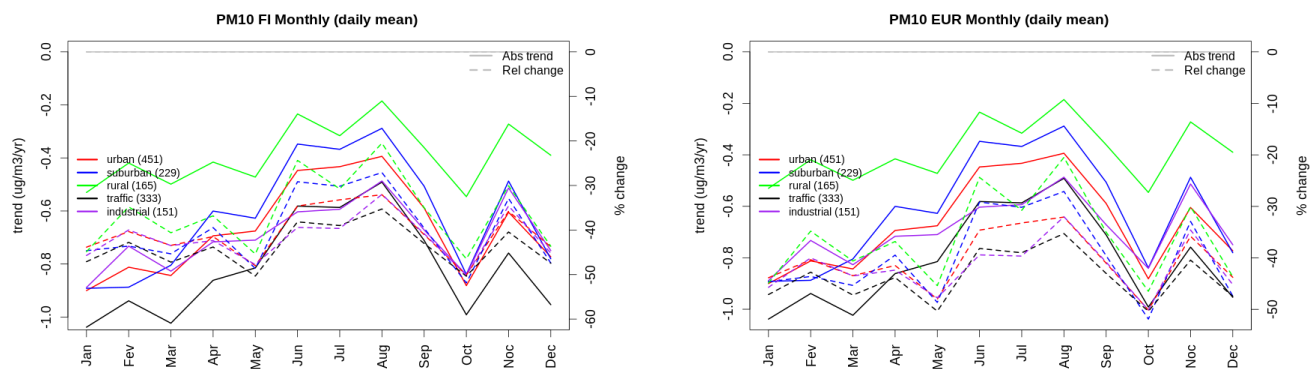 PM10 FI Monthly (daily mean)
0.0
-0.2
-0.4
-0.6
-0.8
-1.0
trend (ug/m3/yr)
Abs trend
Rel change
urban (451)
suburban (229)
rural (165)
traffic (333)
industrial (151)
0
-10
-20
-30
-40
-50
-60
% change
Jan
Fev
Mar
Apr
May
Jun
Jul
Aug
Sep
Oct
Noc
Dec
PM10 EUR Monthly (daily mean)
0.0
-0.2
-0.4
-0.6
-0.8
-1.0
trend (ug/m3/yr)
Abs trend
Rel change
urban (451)
suburban (229)
rural (165)
traffic (333)
industrial (151)
0
-10
-20
-30
-40
-50
% change
Jan
Fev
Mar
Apr
May
Jun
Jul
Aug
Sep
Oct
Noc
Dec